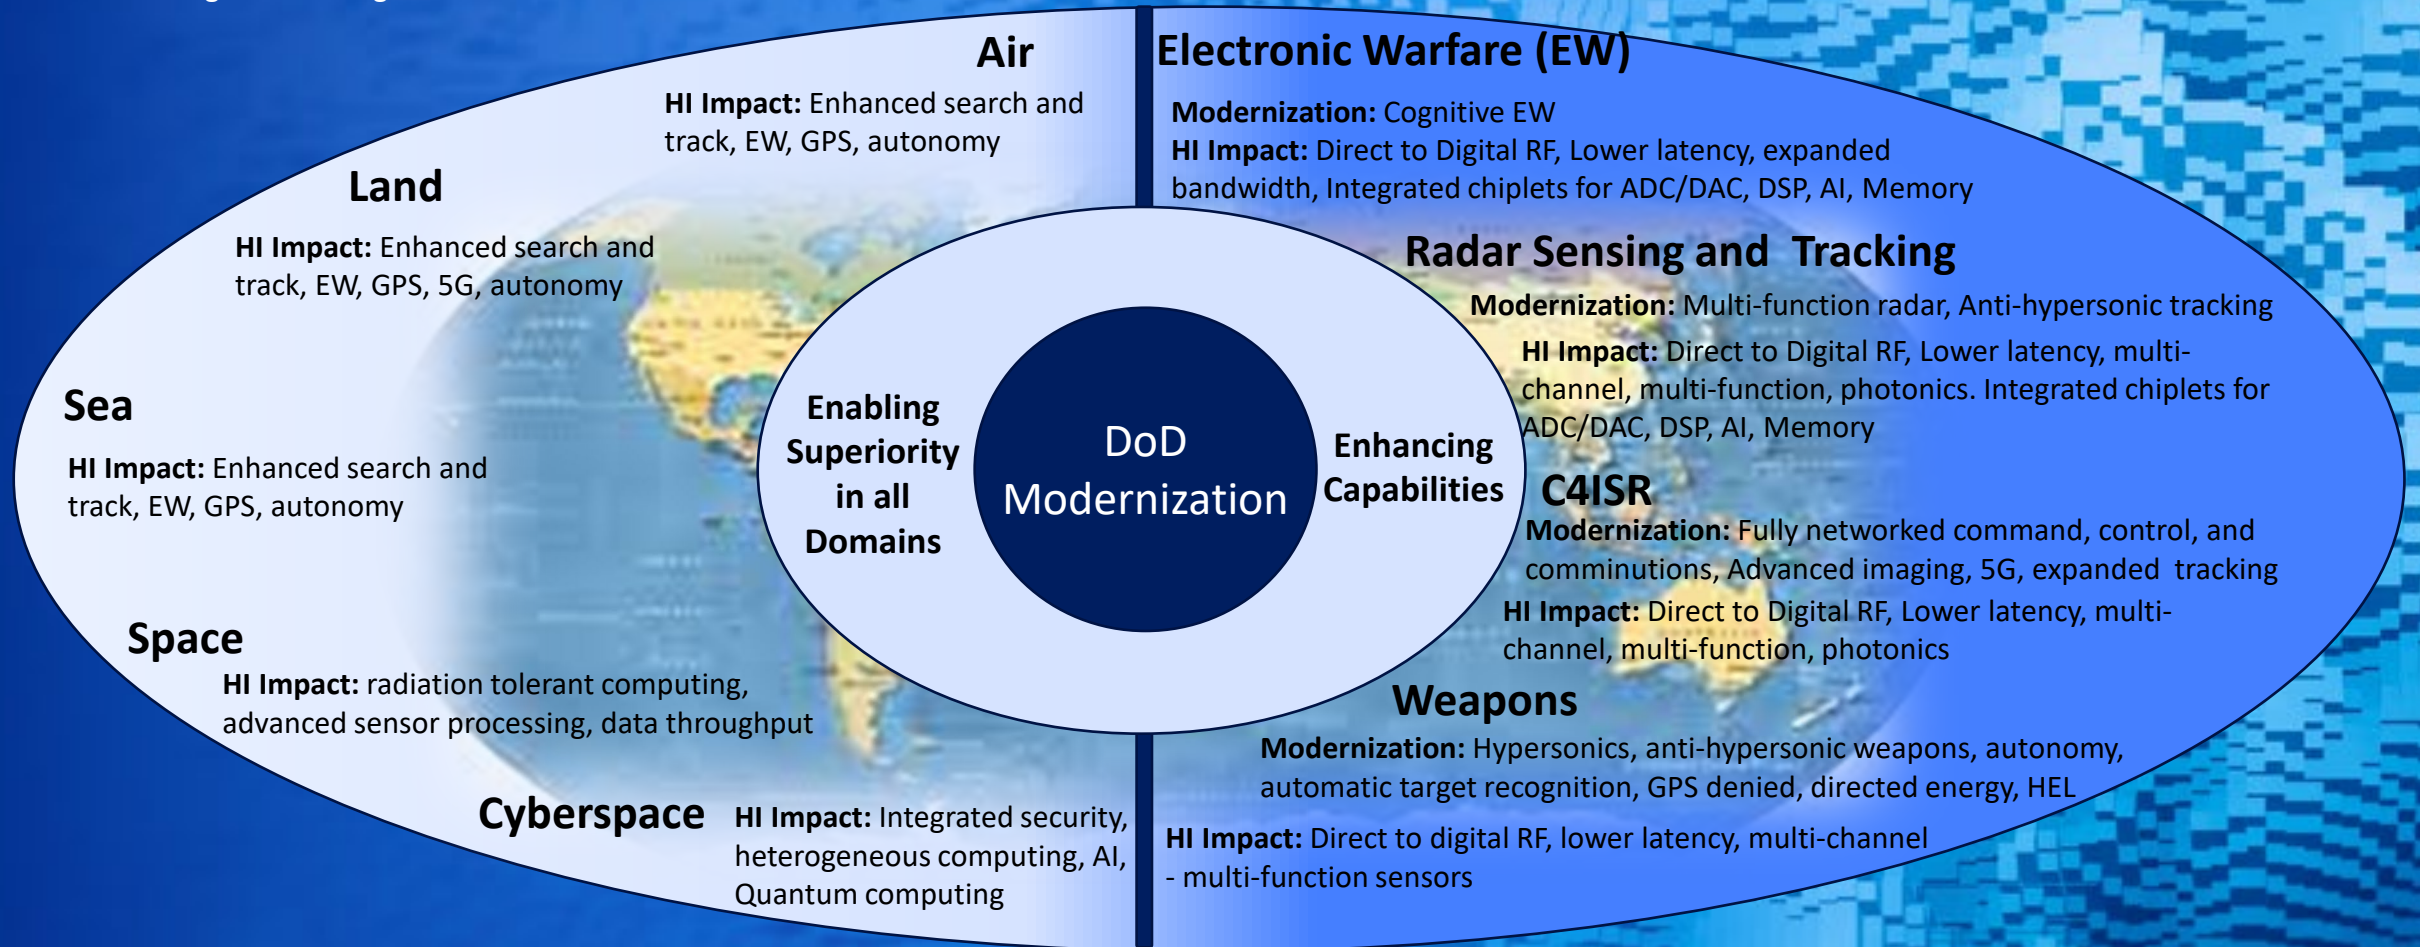 Air
HI Impact: Enhanced search and
track, EW, GPS, autonomy
Land
HI Impact: Enhanced search and
track, EW, GPS, 5G, autonomy
Sea
HI Impact: Enhanced search and
track, EW, GPS, autonomy
Space
HI Impact: radiation tolerant computing,
advanced sensor processing, data throughput
Cyberspace
HI Impact: Integrated security,
heterogeneous computing, AI,
Quantum computing
Enabling
Superiority
in all
Domains
DoD
Modernization
Enhancing
Capabilities
Electronic Warfare (EW)
Modernization: Cognitive EW
HI Impact: Direct to Digital RF, Lower latency, expanded
bandwidth, Integrated chiplets for ADC/DAC, DSP, AI, Memory
Radar Sensing and Tracking
Modernization: Multi-function radar, Anti-hypersonic tracking
HI Impact: Direct to Digital RF, Lower latency, multi-
channel, multi-function, photonics. Integrated chiplets for
ADC/DAC, DSP, AI, Memory
C4ISR
Modernization: Fully networked command, control, and
comminutions, Advanced imaging, 5G, expanded tracking
HI Impact: Direct to Digital RF, Lower latency, multi-
channel, multi-function, photonics
Weapons
Modernization: Hypersonics, anti-hypersonic weapons, autonomy,
automatic target recognition, GPS denied, directed energy, HEL
HI Impact: Direct to digital RF, lower latency, multi-channel
- multi-function sensors